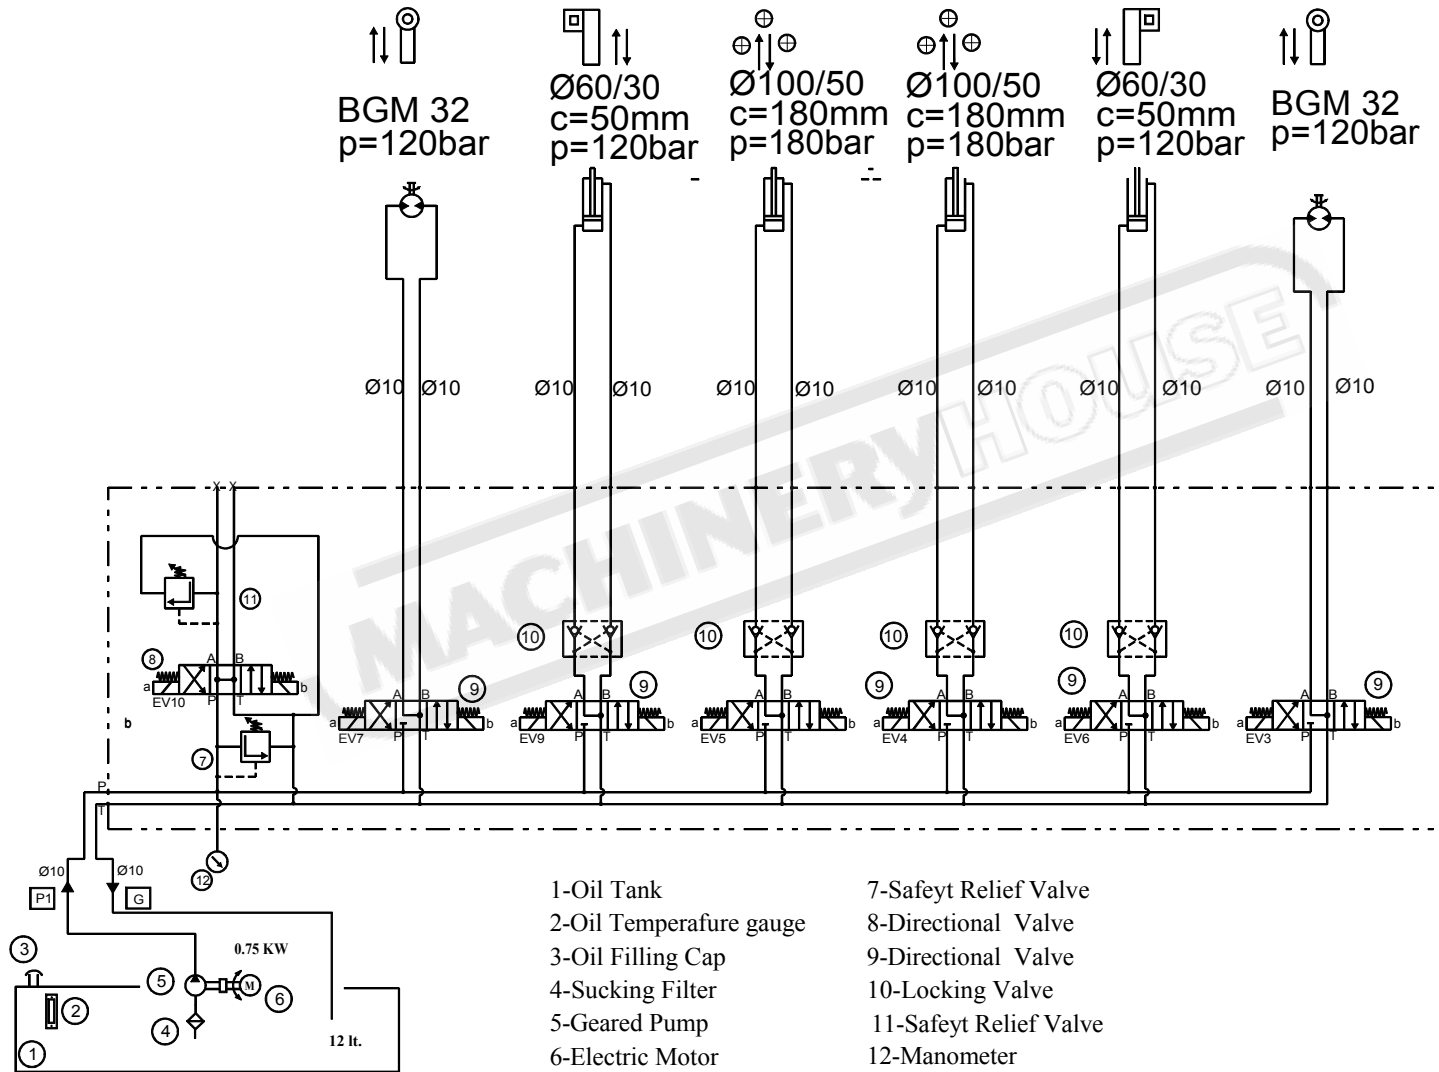 BGM 32
p=120bar
Ø60/30
c=50mm
p=120bar
Ø100/50
c=180mm
p=180bar
Ø100/50
c=180mm
p=180bar
Ø60/30
c=50mm
p=120bar
BGM 32
p=120bar
Ø10 Ø10 Ø10 Ø10 Ø10 Ø10 Ø10 Ø10 Ø10 Ø10 Ø10 Ø10
MACHINERYHOUSE
X X
11
10 10 10 10
8 A B
a b
EV10 P T
9 9 9 9 9
A B A B A B A B A B A B
a b a b a b a b a b a b
EV7 P T EV9 P T EV5 P T EV4 P T EV6 P T EV3 P T
b
7
P
T
12
Ø10 Ø10
P1 G
3 0.75 KW
5 M 6
2
4
1 12 lt.
1-Oil Tank
2-Oil Temperafure gauge
3-Oil Filling Cap
4-Sucking Filter
5-Geared Pump
6-Electric Motor
7-Safeyt Relief Valve
8-Directional Valve
9-Directional Valve
10-Locking Valve
11-Safeyt Relief Valve
12-Manometer